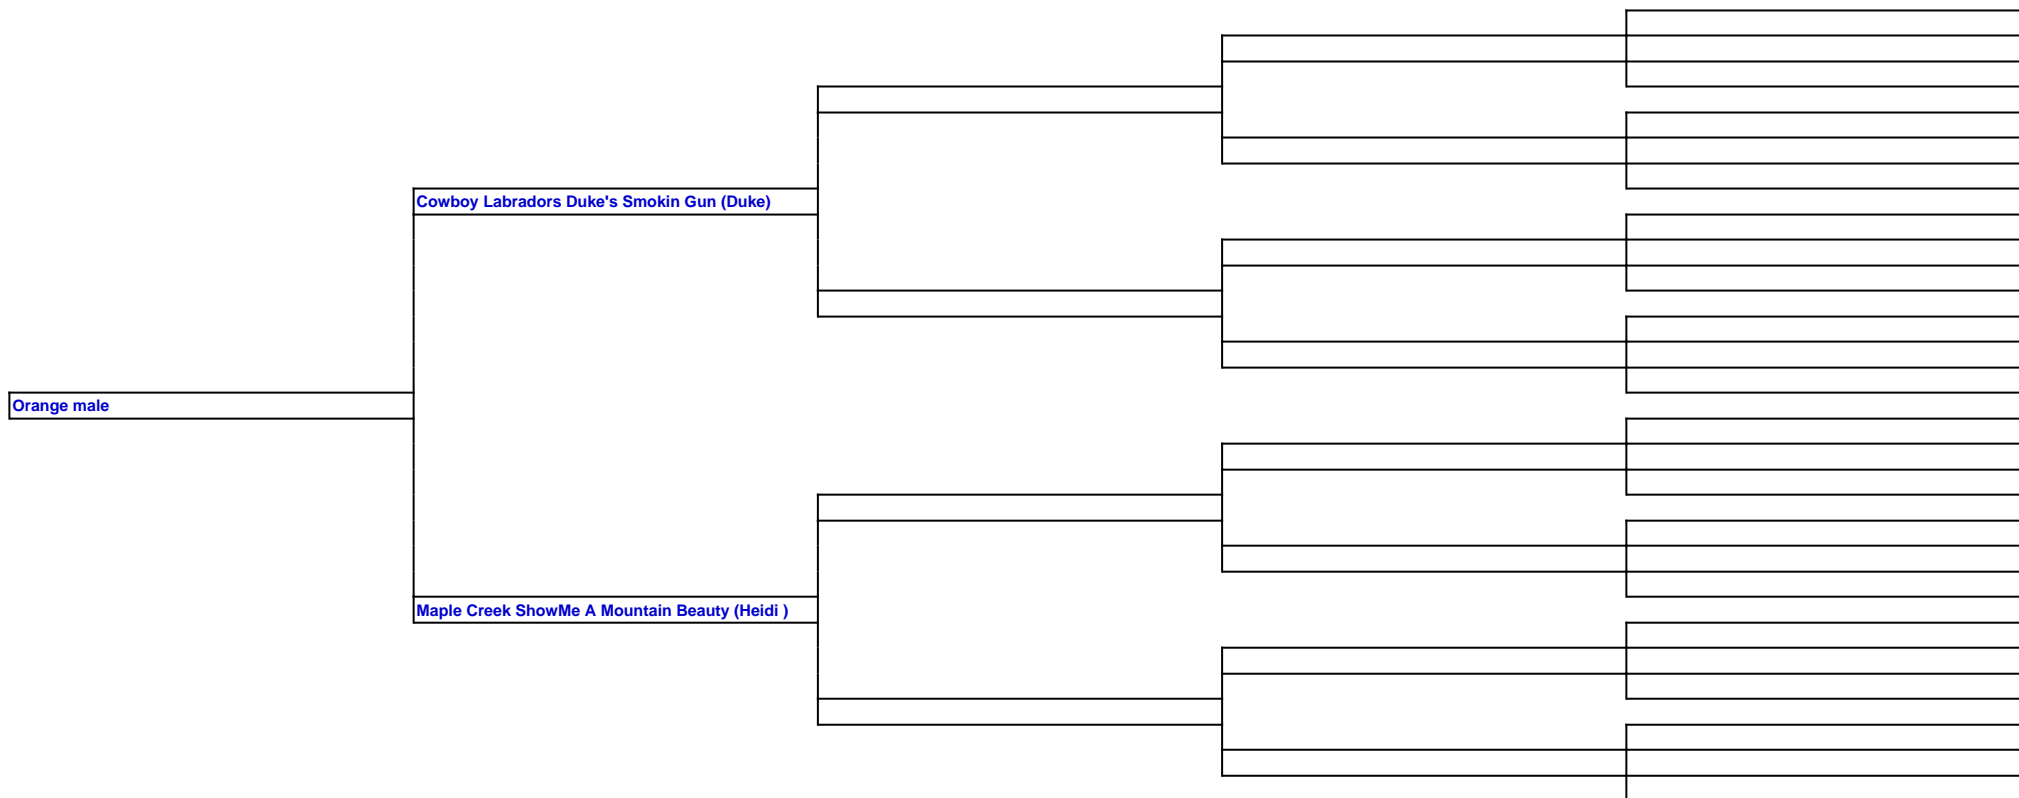 Cowboy Labradors Duke's Smokin Gun (Duke)
Orange male
Maple Creek ShowMe A Mountain Beauty (Heidi )